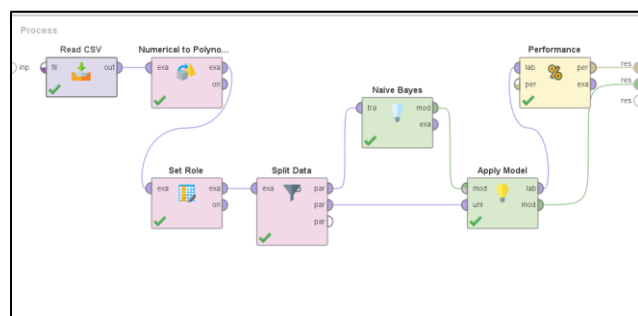 Process
Read CSV
inp
fil
out
Numerical to Polyno...
exa
exa
ori
Performance
lab
per
per
exa
%
res
res
res
Naive Bayes
tra
mod
exa
Set Role
exa
exa
ori
Split Data
exa
par
par
par
Apply Model
mod
lab
unl
mod